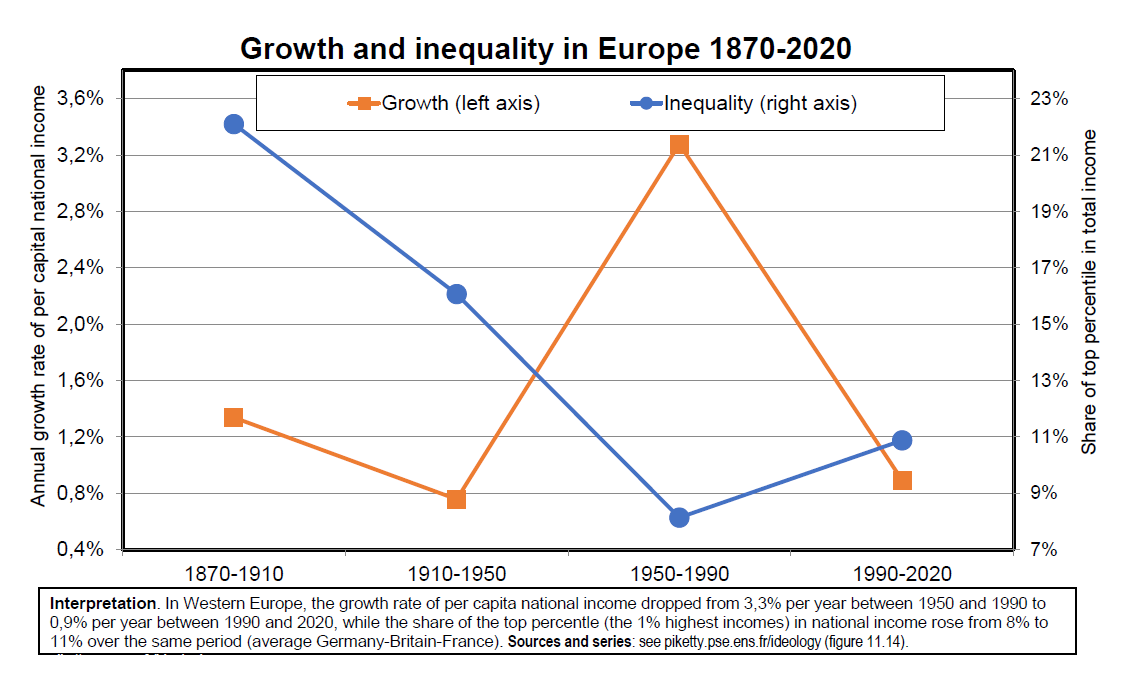 Growth and inequality in Europe 1870-2020
Growth (left axis)
Inequality (right axis)
Annual growth rate of per capital national income
3,6%
3,2%
2,8%
2,4%
2,0%
1,6%
1,2%
0,8%
0,4%
23%
21%
19%
17%
15%
13%
11%
9%
7%
Share of top percentile in total income
1870-1910
1910-1950
1950-1990
1990-2020
Interpretation. In Western Europe, the growth rate of per capita national income dropped from 3,3% per year between 1950 and 1990 to
0,9% per year between 1990 and 2020, while the share of the top percentile (the 1% highest incomes) in national income rose from 8% to
11% over the same period (average Germany-Britain-France). Sources and series: see piketty.pse.ens.fr/ideology (figure 11.14).